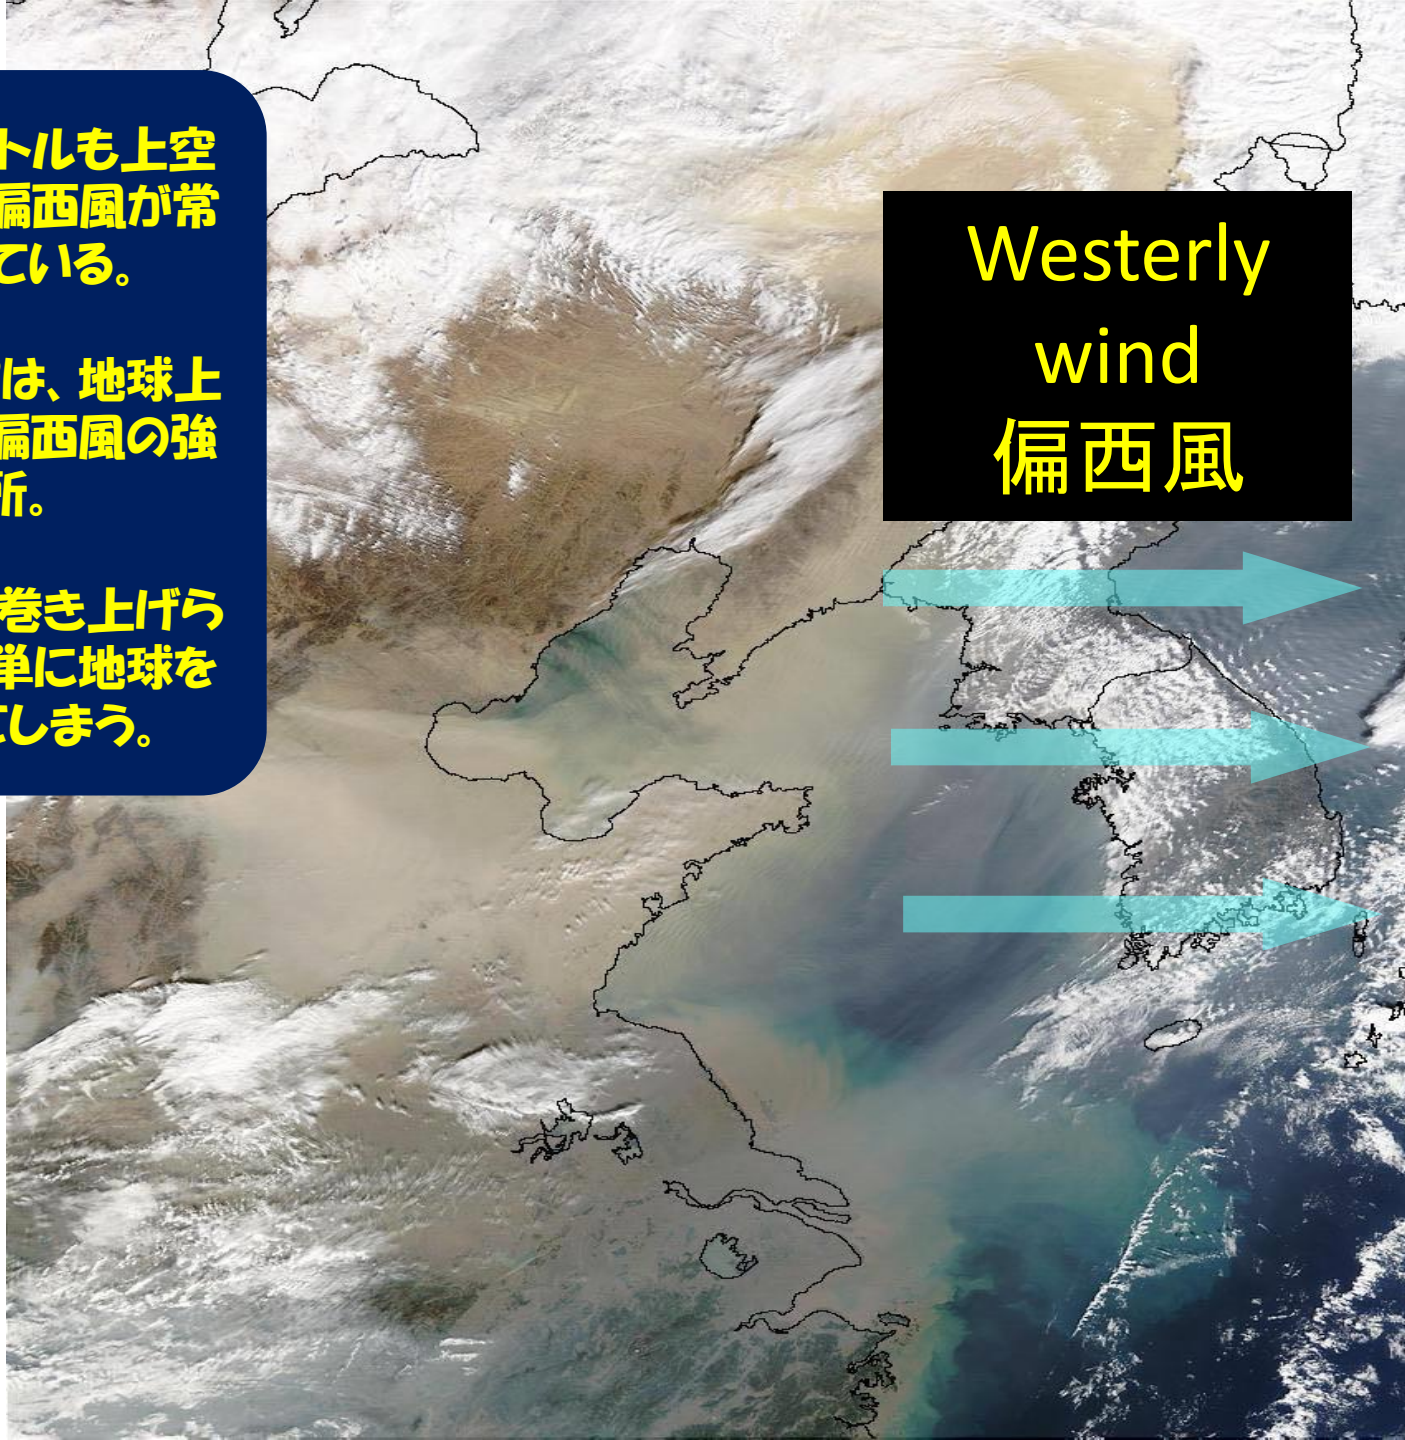 トルも上空
偏西風が常
ている。
は、地球上
偏西風の強
所。
巻き上げら
単に地球を
てしまう。
Westerly
wind
偏西風